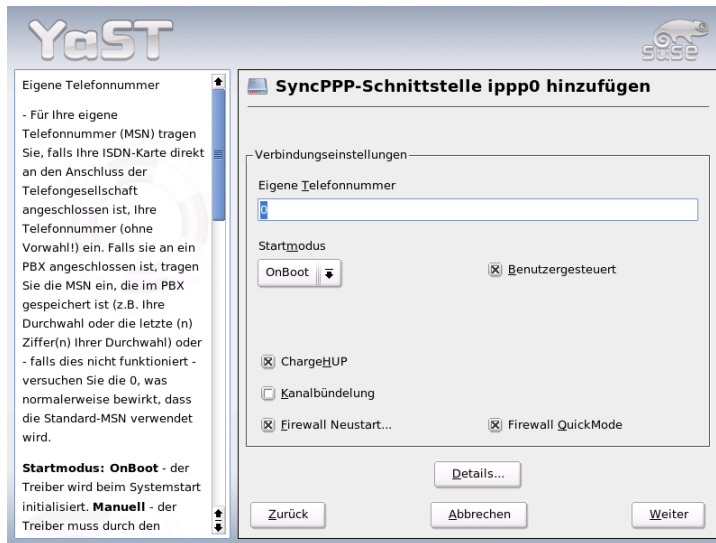 YaST
SUSE
Eigene Telefonnummer
- Für Ihre eigene
Telefonnummer (MSN) tragen
Sie, falls Ihre ISDN-Karte direkt
an den Anschluss der
Telefongesellschaft
angeschlossen ist, Ihre
Telefonnummer (ohne
Vorwahl!) ein. Falls sie an ein
PBX angeschlossen ist, tragen
Sie die MSN ein, die im PBX
gespeichert ist (z.B. Ihre
Durchwahl oder die letzte (n)
Ziffer(n) Ihrer Durchwahl) oder
- falls dies nicht funktioniert -
versuchen Sie die 0, was
normalerweise bewirkt, dass
die Standard-MSN verwendet
wird.
Startmodus: OnBoot - der
Treiber wird beim Systemstart
initialisiert. Manuell - der
Treiber muss durch den
SyncPPP-Schnittstelle ippp0 hinzufügen
Verbindungseinstellungen
Eigene Telefonnummer
0
Startmodus
OnBoot
Benutzergesteuert
ChargeHUP
Kanalbündelung
Firewall Neustart...
Firewall QuickMode
Details...
Zurück
Abbrechen
Weiter